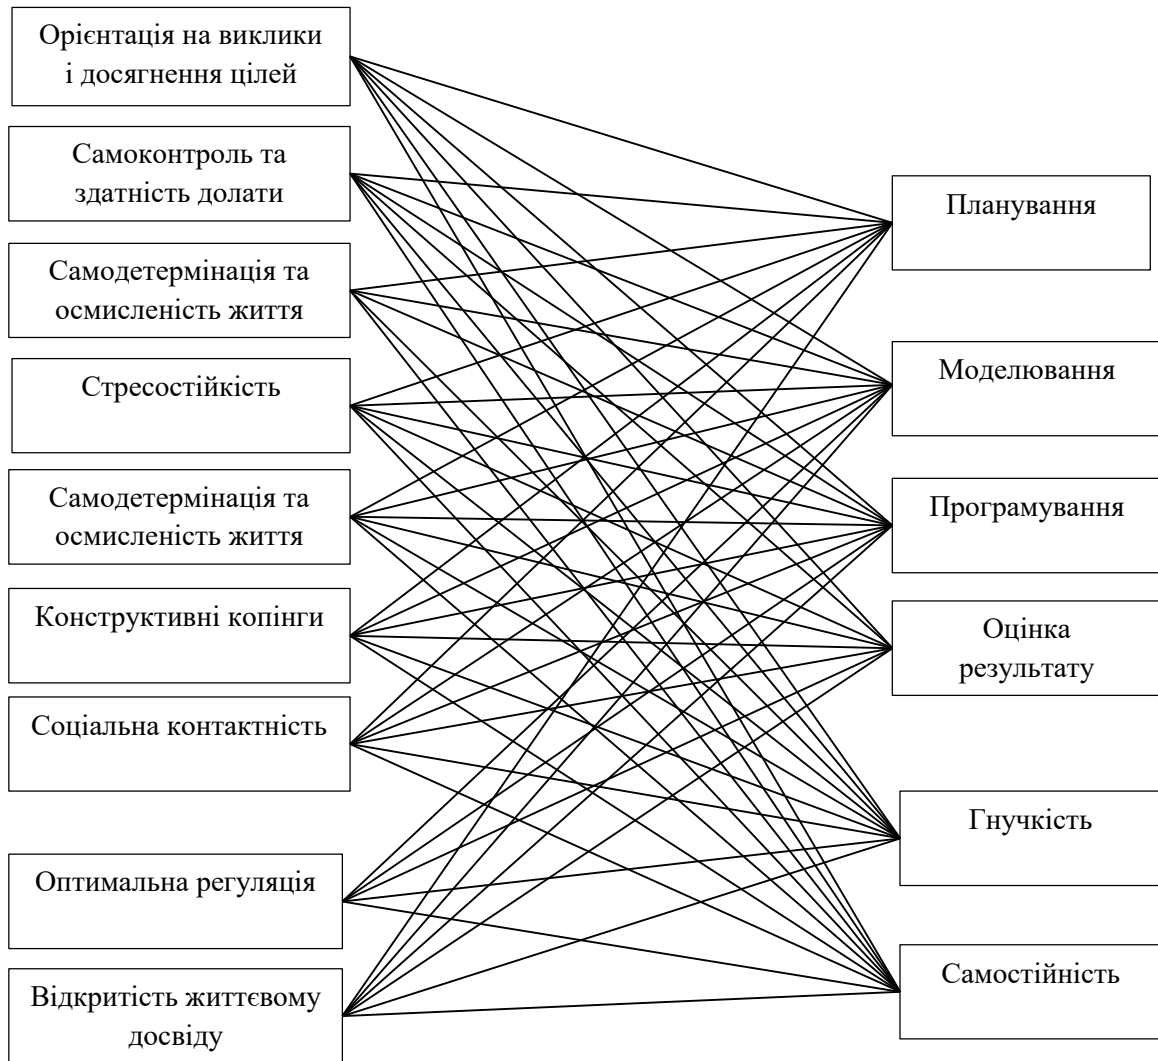 Орієнтація на виклики
і досягнення цілей
Самоконтроль та
здатність долати
Самодетермінація та
осмисленість життя
Стресостійкість
Самодетермінація та
осмисленість життя
Конструктивні копінги
Соціальна контактність
Оптимальна регуляція
Відкритість життєвому
досвіду
Планування
Моделювання
Програмування
Оцінка
результату
Гнучкість
Самостійність